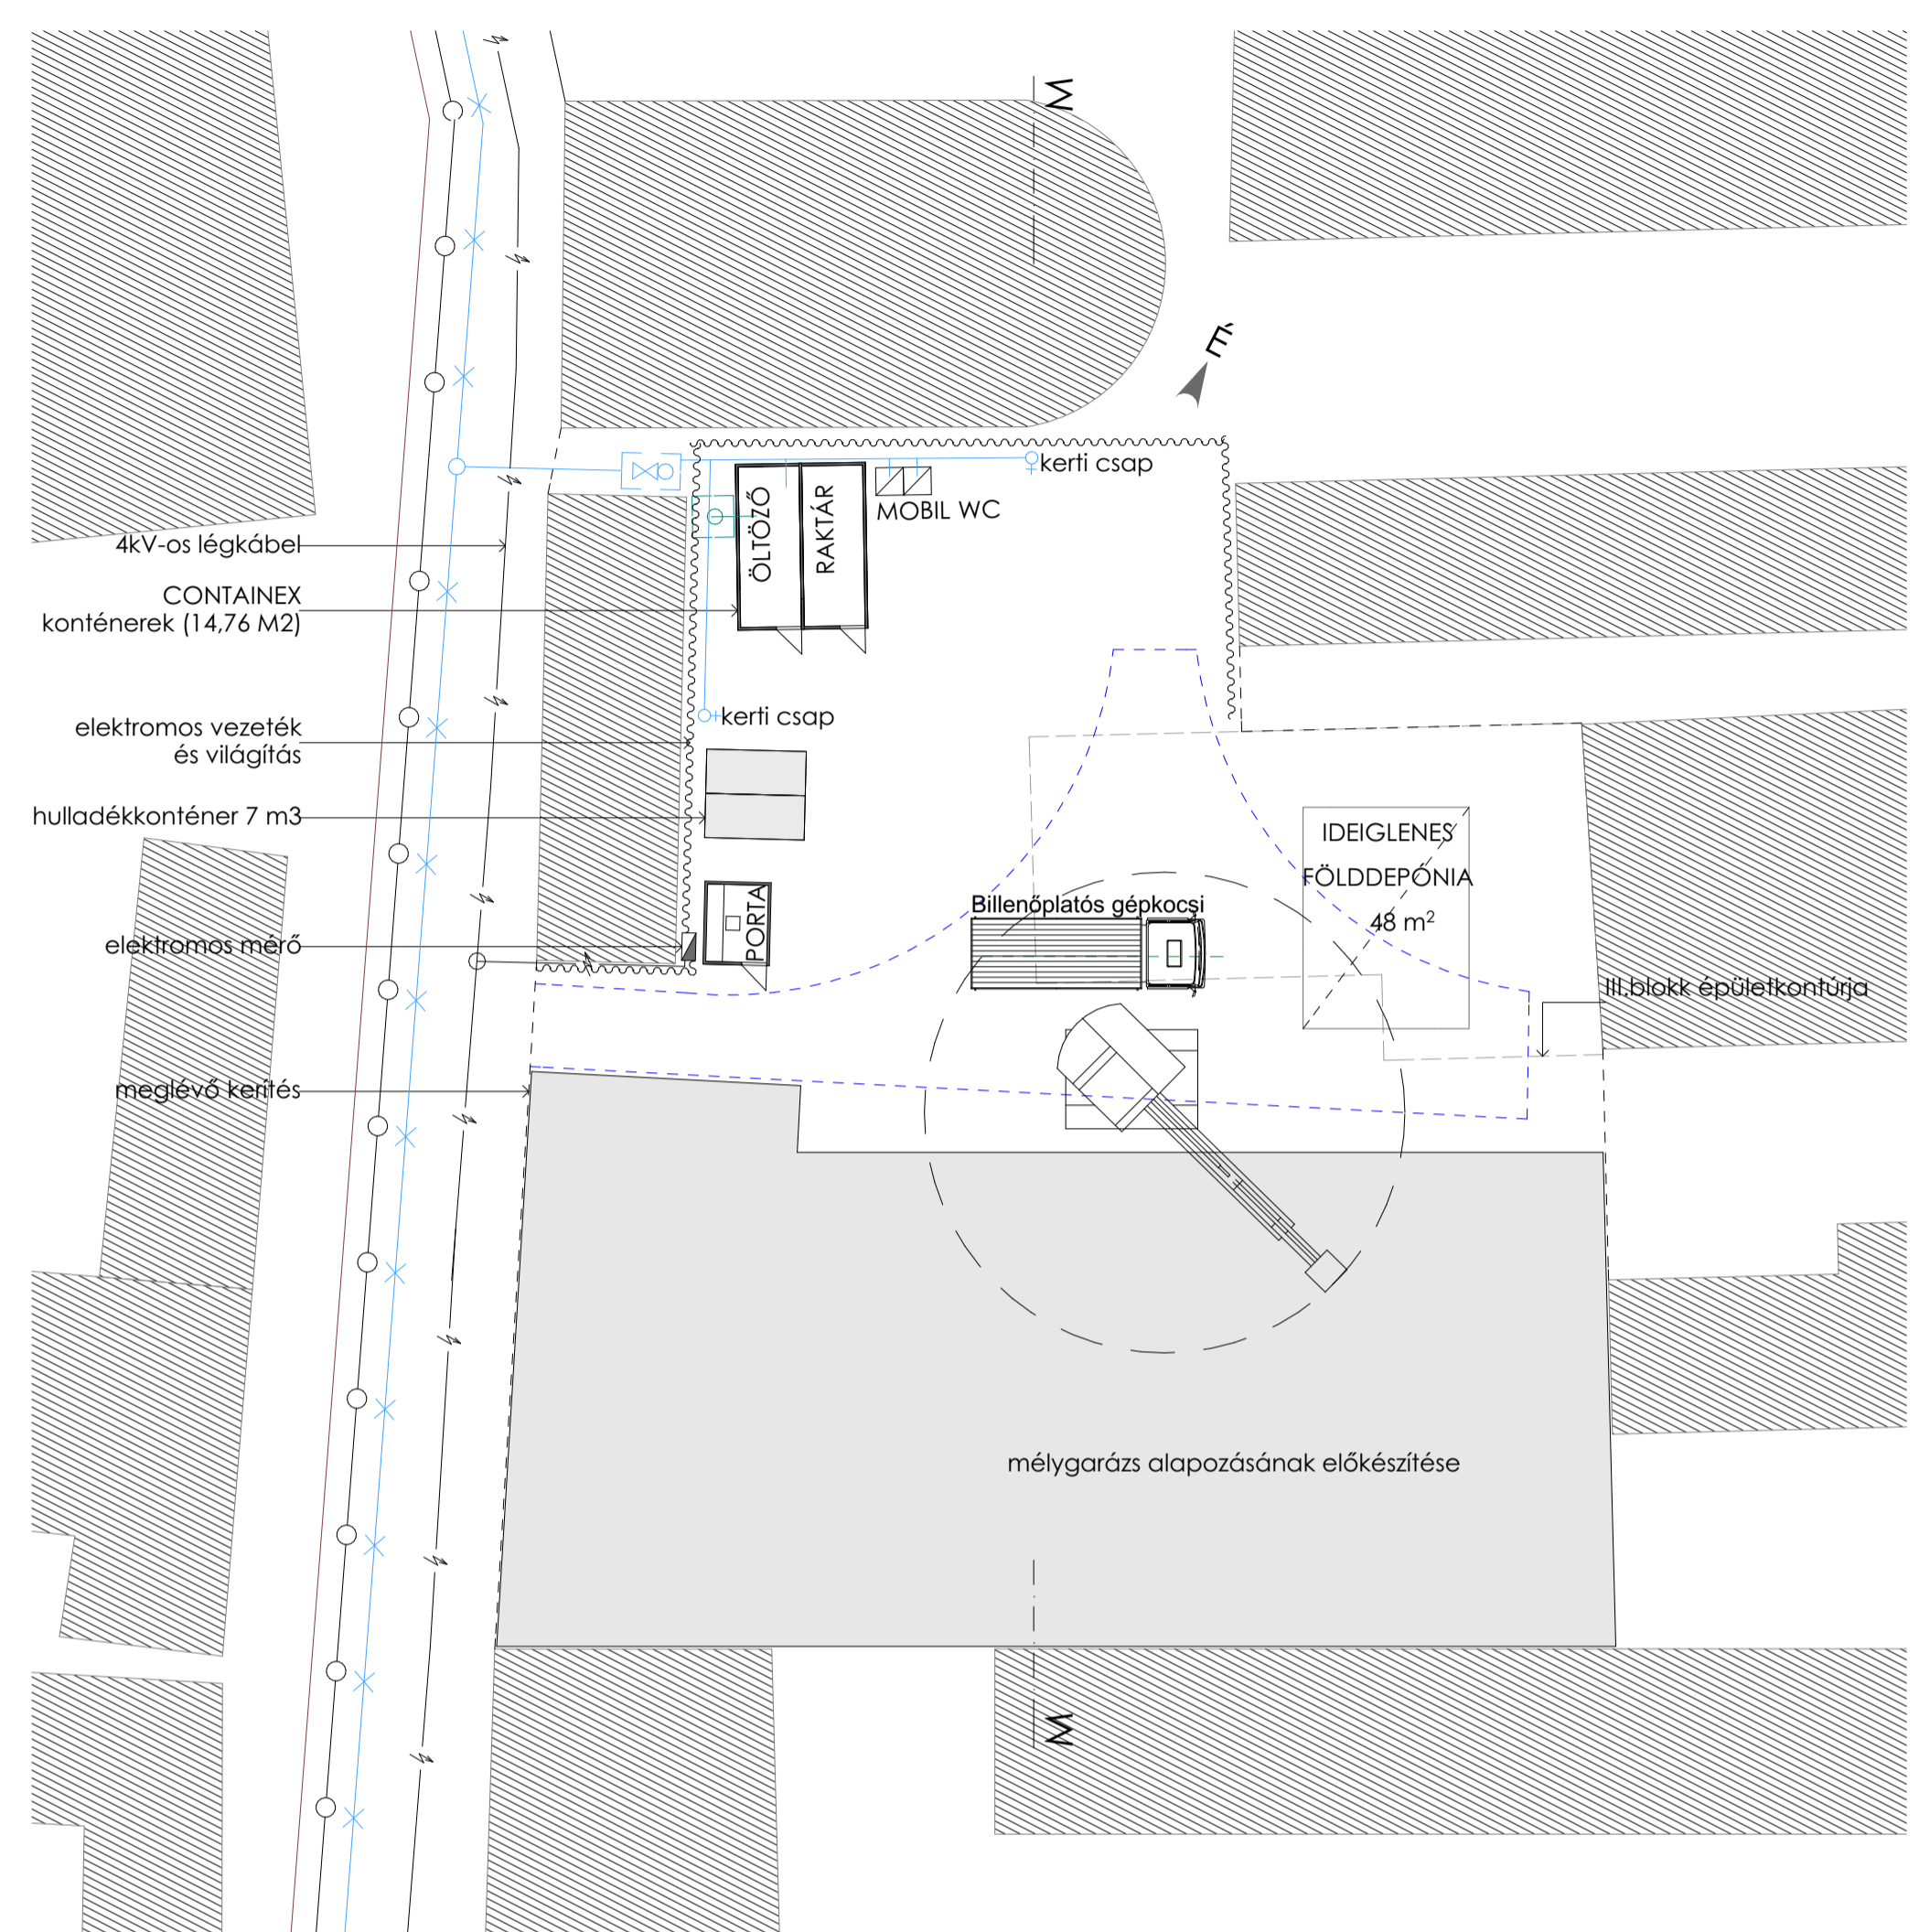 M
É
kerti csap
ÖLTÖZŐ
RAKTÁR
MOBIL WC
4kV-os légkábel
CONTAINEX
konténerek (14,76 M2)
kerti csap
elektromos vezeték
és világítás
hulladékkonténer 7 m3
IDEIGLENES
FÖLDDEPÓNIA
48 m²
Billenőplatós gépkocsi
PORTA
elektromos mérő
III.blokk épületkontúrja
meglévő kerítés
mélygarázs alapozásának előkészítése
M